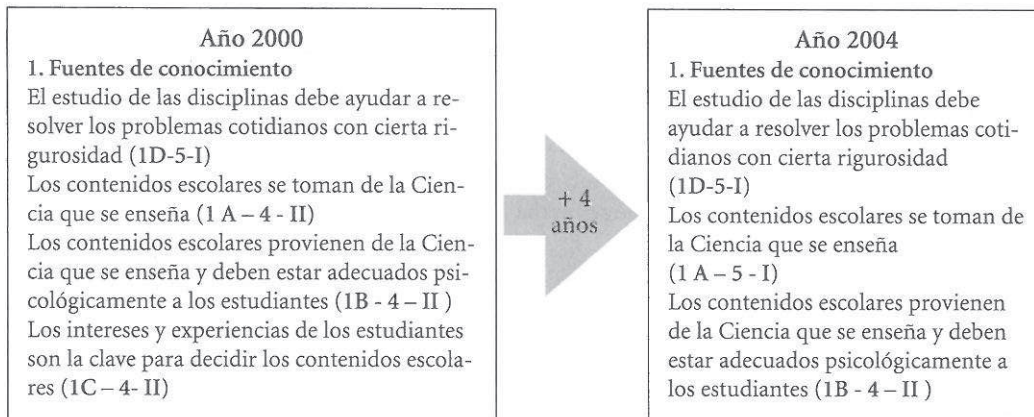 Año 2000
1. Fuentes de conocimiento
El estudio de las disciplinas debe ayudar a re-
solver los problemas cotidianos con cierta ri-
gurosidad (1D-5-I)
Los contenidos escolares se toman de la Cien-
cia que se enseña (1 A – 4 - II)
Los contenidos escolares provienen de la Cien-
cia que se enseña y deben estar adecuados psi-
cológicamente a los estudiantes (1B - 4 – II )
Los intereses y experiencias de los estudiantes
son la clave para decidir los contenidos escola-
res (1C – 4- II)
+ 4
años
Año 2004
1. Fuentes de conocimiento
El estudio de las disciplinas debe
ayudar a resolver los problemas coti-
dianos con cierta rigurosidad
(1D-5-I)
Los contenidos escolares se toman de
la Ciencia que se enseña
(1 A – 5 - I)
Los contenidos escolares provienen
de la Ciencia que se enseña y deben
estar adecuados psicológicamente a
los estudiantes (1B - 4 – II )